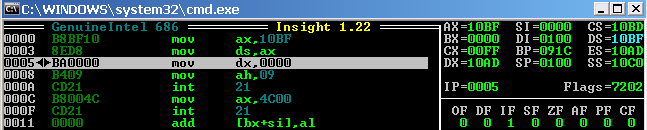 C:\WINDOWS\system32\cmd.exe
GenuineIntel 686 Insight 1.22
0000 B8BF10 mov ax,10BF
0003 8ED8 mov ds,ax
0005 BA0000 mov dx,0000
0008 B409 mov ah,09
000A CD21 int 21
000C B8004C mov ax,4C00
000F CD21 int 21
0011 0000 add [bx+si],al
AX=10BF SI=0000 CS=10BD
BX=0000 DI=0100 DS=10BF
CX=00FF BP=091C ES=10AD
DX=10AD SP=0100 SS=10C0
IP=0005 Flags=7202
OF DF IF SF ZF AF PF CF
0 0 1 0 0 0 0 0